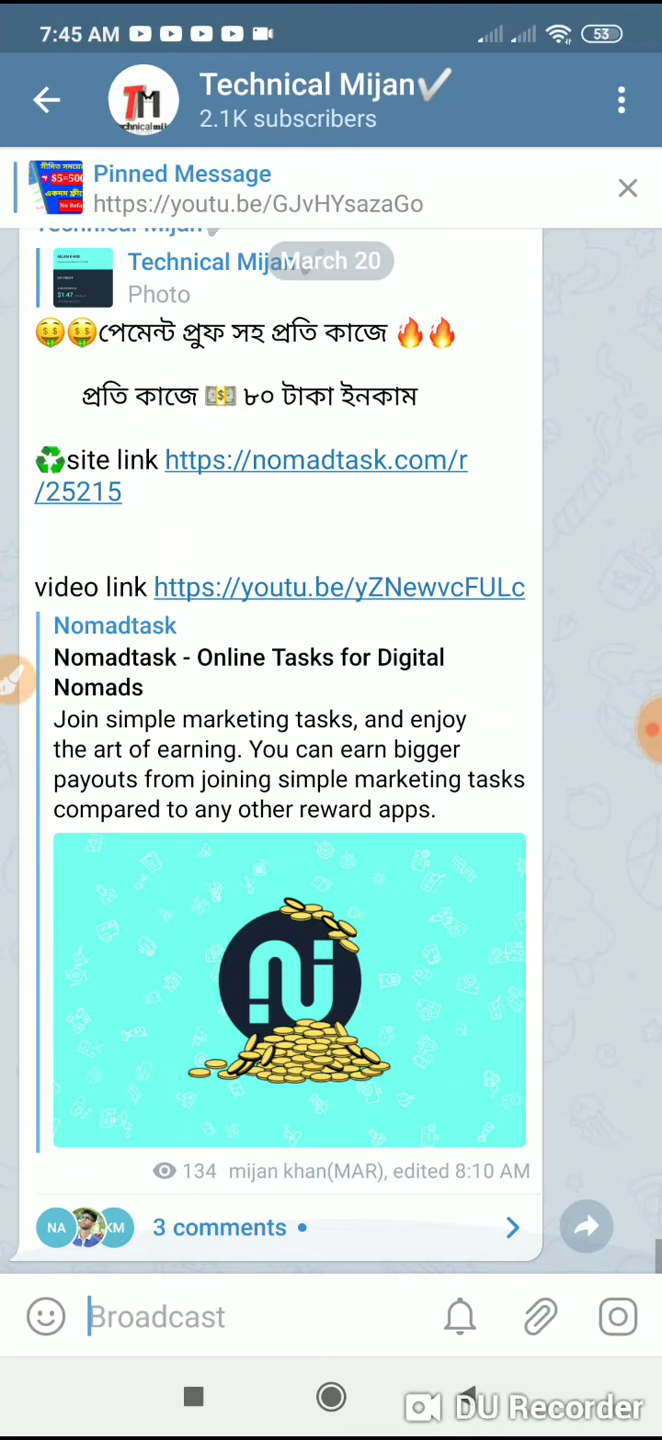 7:45 AM
53
Technical Mijan
2.1K subscribers
Pinned Message
https://youtu.be/GJvHYsazaGo
Technical Mijan
Technical Mijan
March 20
Photo
🤑🤑পেমেন্ট প্রুফ সহ প্রতি কাজে 🔥🔥
প্রতি কাজে 💵 ৮০ টাকা ইনকাম
♻️site link https://nomadtask.com/r
/25215
video link https://youtu.be/yZNewvcFULc
Nomadtask
Nomadtask - Online Tasks for Digital
Nomads
Join simple marketing tasks, and enjoy
the art of earning. You can earn bigger
payouts from joining simple marketing tasks
compared to any other reward apps.
134 mijan khan(MAR), edited 8:10 AM
NA
KM
3 comments
Broadcast
DU Recorder